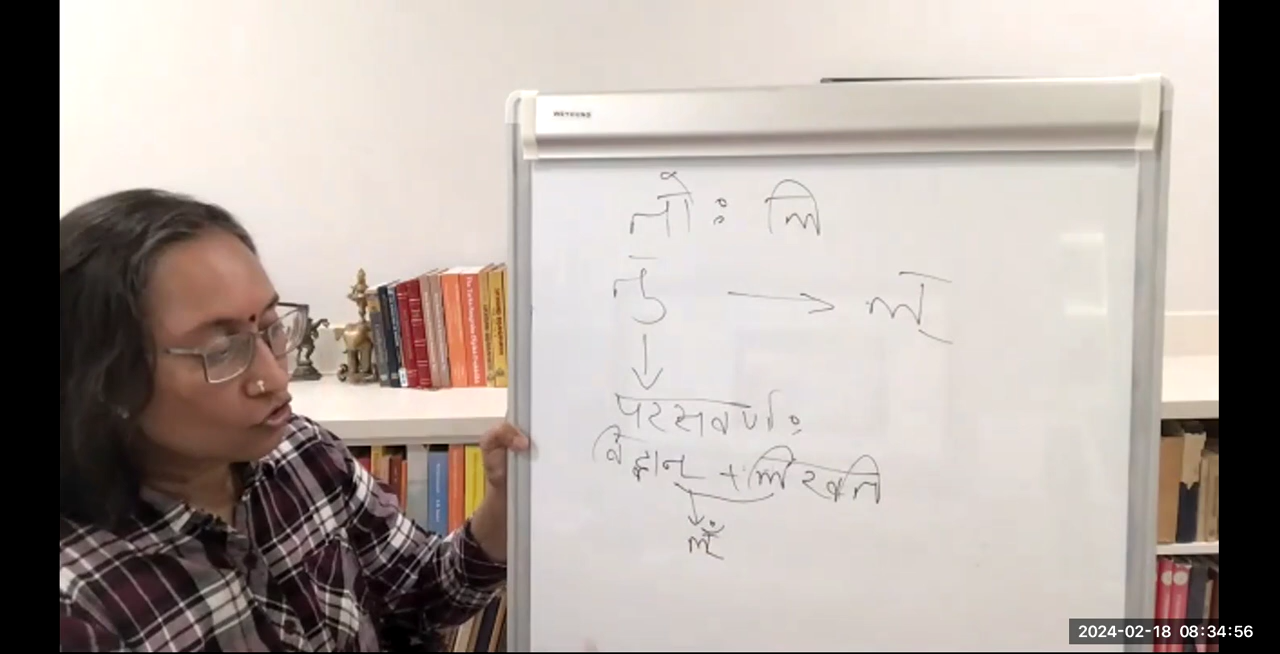 तोः लि
तु → ल्
परसवर्णः
विद्वान् + लिखति
ल्ँ
2024-02-18 08:34:56